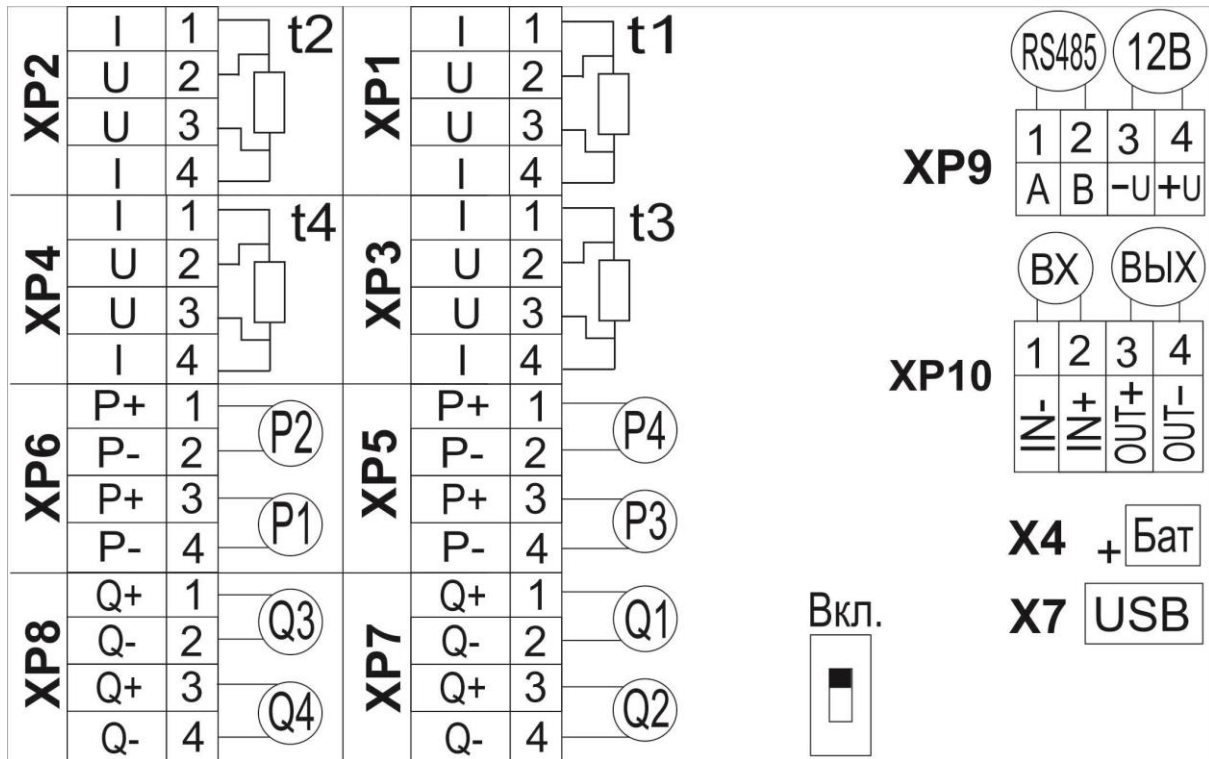 XP2
I 1
U 2
U 3
I 4
t2
XP1
I 1
U 2
U 3
I 4
t1
XP4
I 1
U 2
U 3
I 4
t4
XP3
I 1
U 2
U 3
I 4
t3
XP6
P+ 1
P- 2
P+ 3
P- 4
P2
P1
XP5
P+ 1
P- 2
P+ 3
P- 4
P4
P3
XP8
Q+ 1
Q- 2
Q+ 3
Q- 4
Q3
Q4
XP7
Q+ 1
Q- 2
Q+ 3
Q- 4
Q1
Q2
Вкл.
RS485 12В
XP9
1 2 3 4
A B -U +U
ВХ ВЫХ
XP10
1 2 3 4
IN- IN+ OUT+ OUT-
X4 + Бат
X7 USB